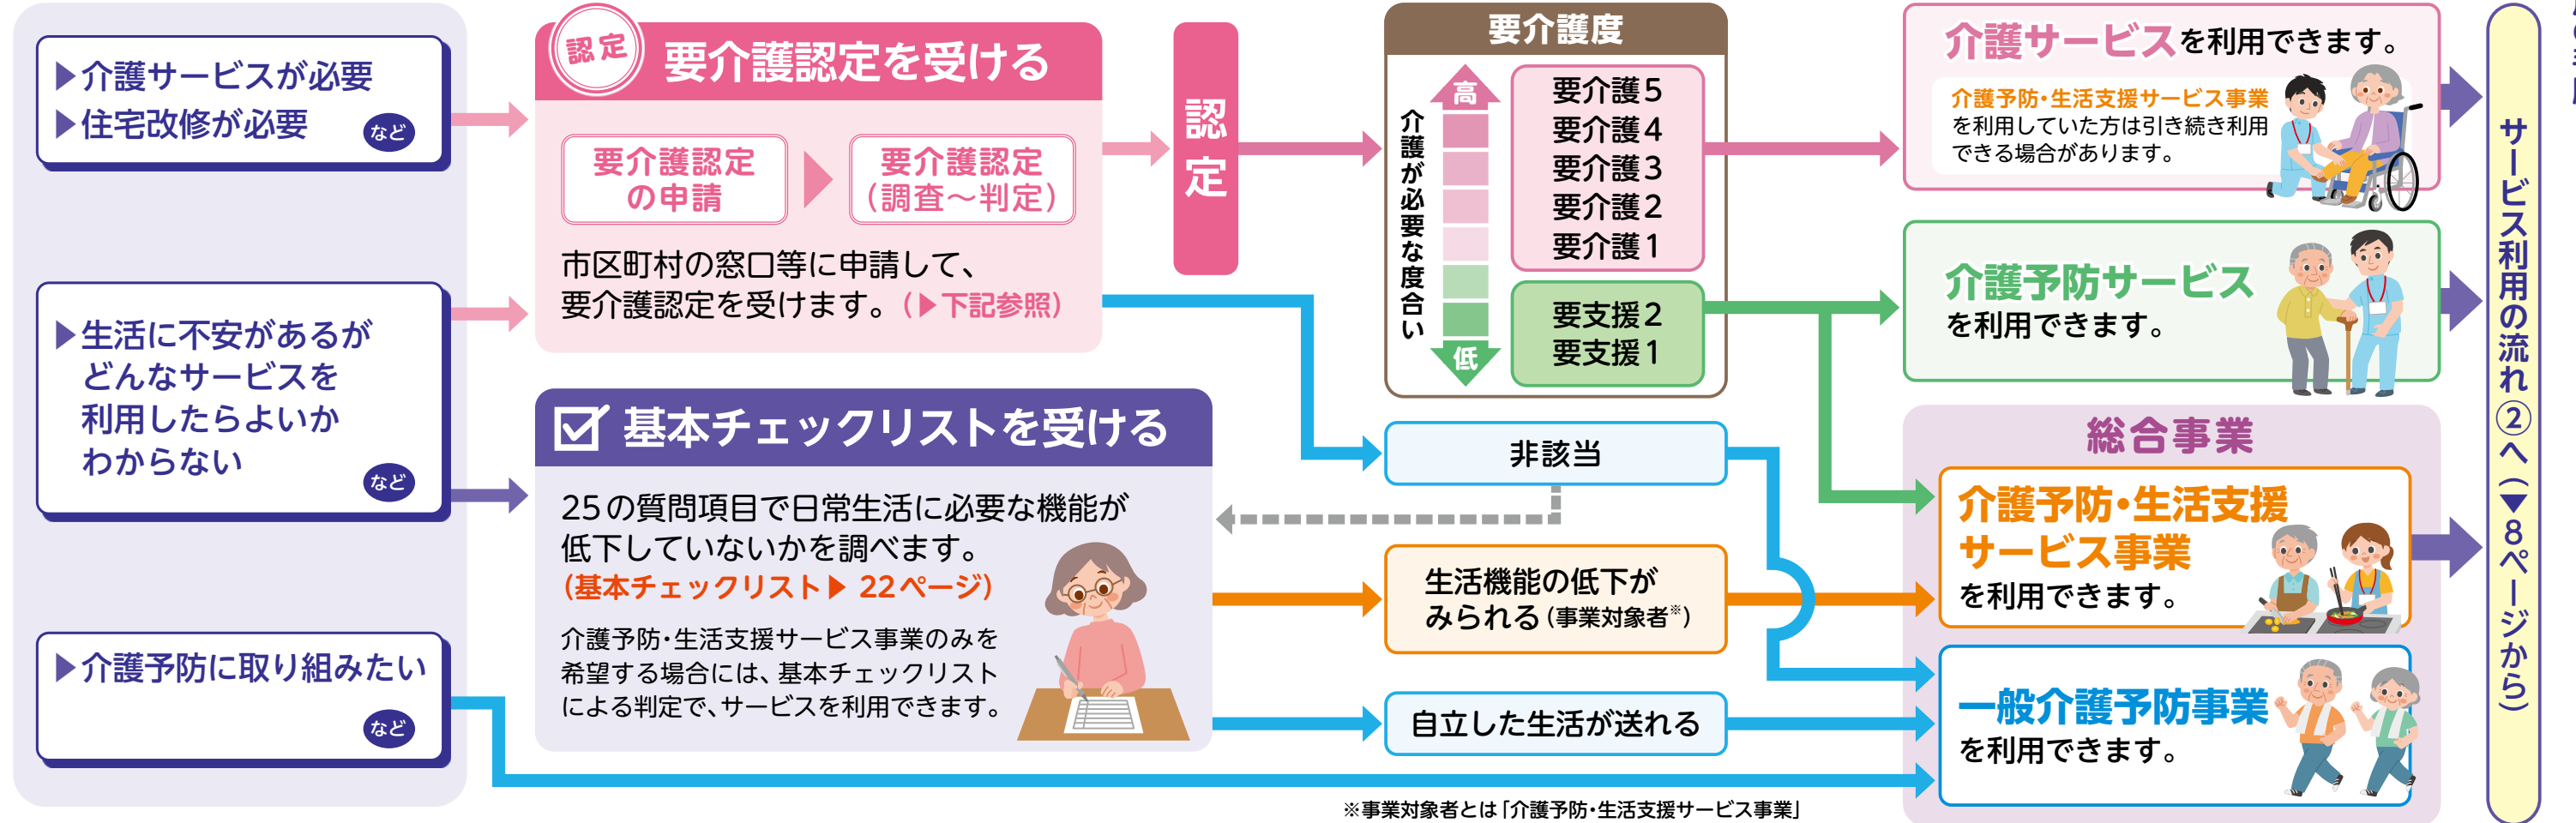 ▶介護サービスが必要
▶住宅改修が必要
など
▶生活に不安があるが
どんなサービスを
利用したらよいか
わからない
など
▶介護予防に取り組みたい
など
認定
要介護認定を受ける
要介護認定
の申請
要介護認定
（調査～判定）
市区町村の窓口等に申請して、
要介護認定を受けます。（▶下記参照）
基本チェックリストを受ける
25の質問項目で日常生活に必要な機能が
低下していないかを調べます。
（基本チェックリスト▶ 22ページ）
介護予防・生活支援サービス事業のみを
希望する場合には、基本チェックリスト
による判定で、サービスを利用できます。
認定
要介護度
介護が必要な度合い
高
低
要介護5
要介護4
要介護3
要介護2
要介護1
要支援2
要支援1
非該当
生活機能の低下が
みられる（事業対象者※）
自立した生活が送れる
※事業対象者とは「介護予防・生活支援サービス事業」
介護サービスを利用できます。
介護予防・生活支援サービス事業
を利用していた方は引き続き利用
できる場合があります。
介護予防サービス
を利用できます。
総合事業
介護予防・生活支援
サービス事業
を利用できます。
一般介護予防事業
を利用できます。
サービス利用の流れ②へ（▼8ページから）